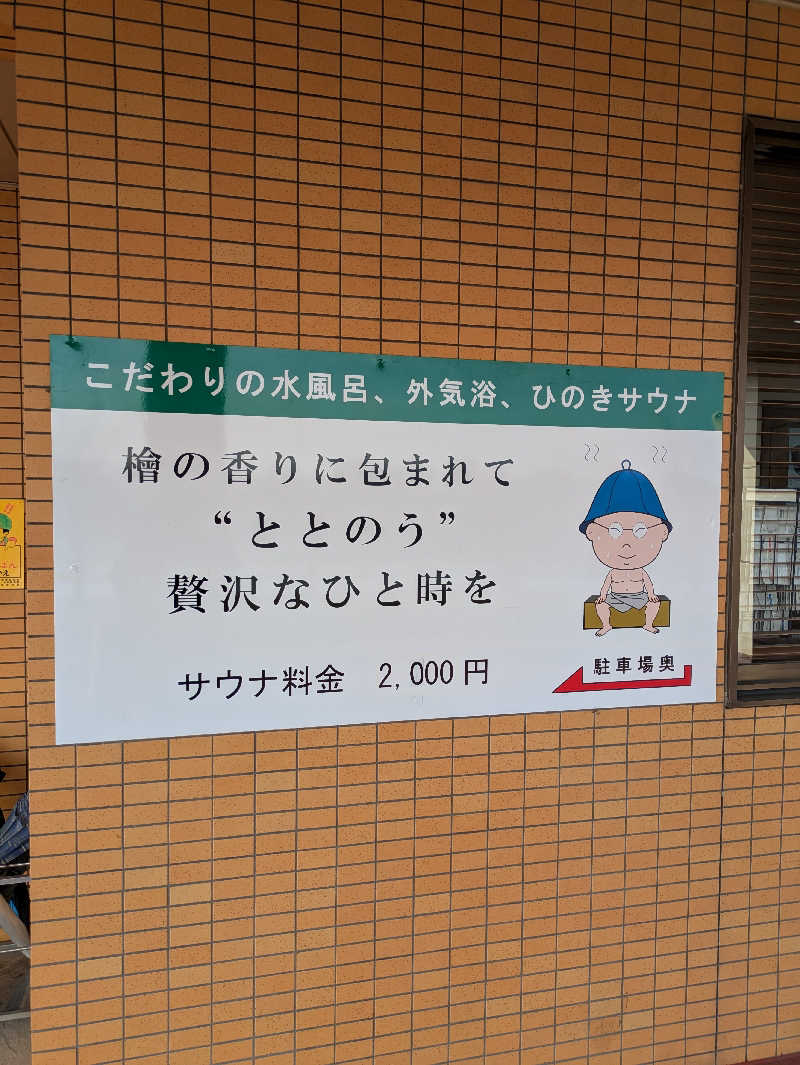 こだわりの水風呂、外気浴、ひのきサウナ
檜の香りに包まれて
“ととのう”
贅沢なひと時を
サウナ料金 2,000円
駐車場奥